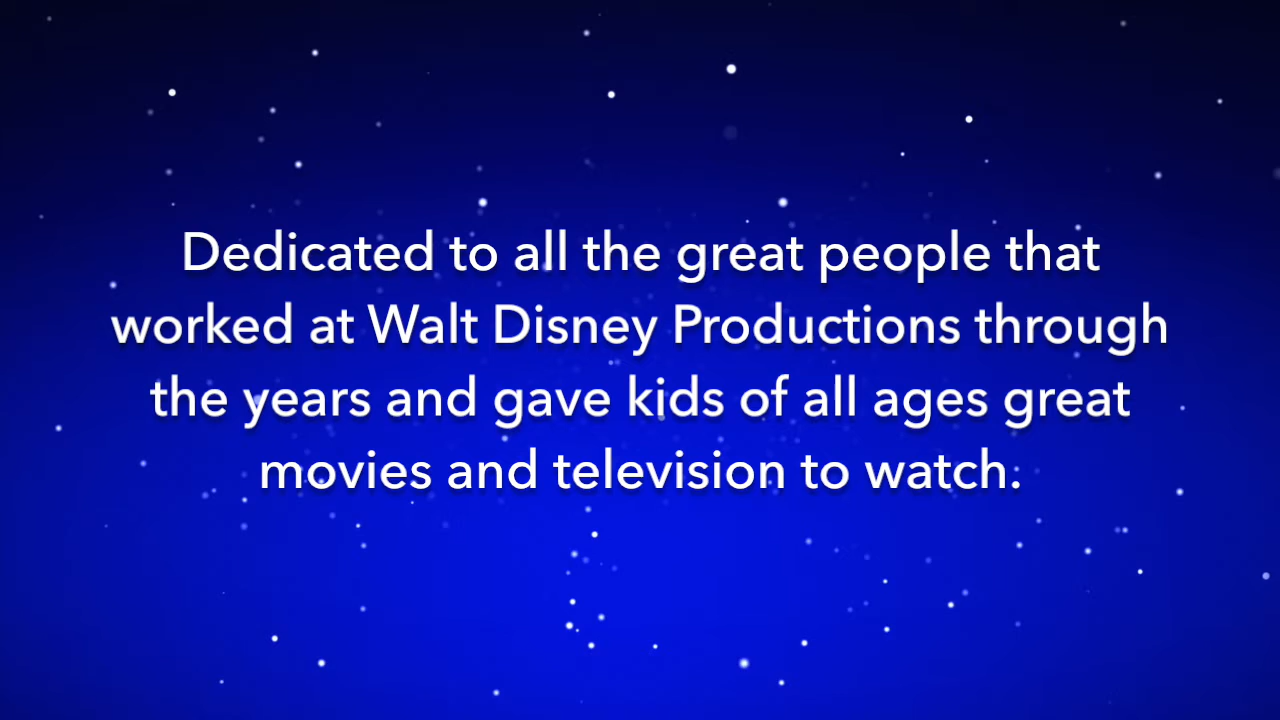 Dedicated to all the great people that
worked at Walt Disney Productions through
the years and gave kids of all ages great
movies and television to watch.